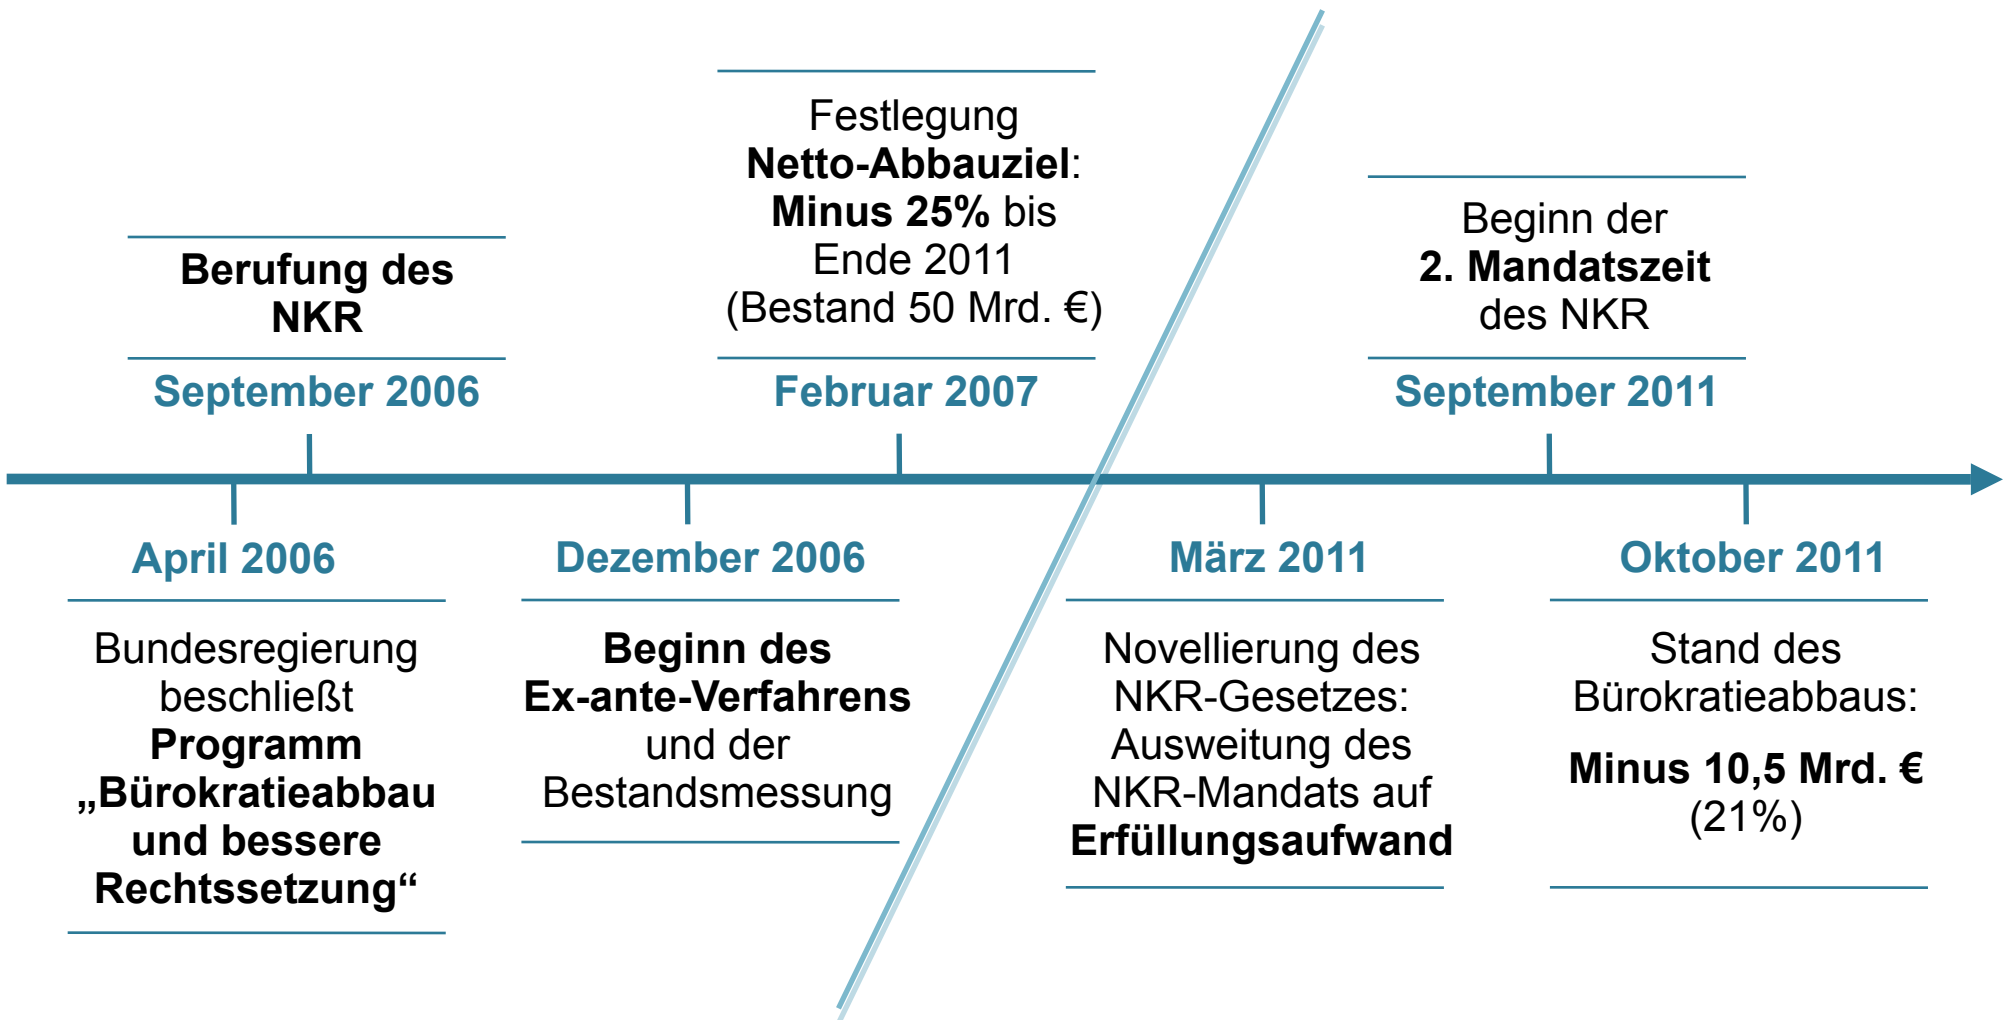 Festlegung
Netto-Abbauziel:
Minus 25% bis
Ende 2011
(Bestand 50 Mrd. €)
Februar 2007
Berufung des
NKR
September 2006
Beginn der
2. Mandatszeit
des NKR
September 2011
April 2006
Bundesregierung
beschließt
Programm
„Bürokratieabbau
und bessere
Rechtssetzung“
Dezember 2006
Beginn des
Ex-ante-Verfahrens
und der
Bestandsmessung
März 2011
Novellierung des
NKR-Gesetzes:
Ausweitung des
NKR-Mandats auf
Erfüllungsaufwand
Oktober 2011
Stand des
Bürokratieabbaus:
Minus 10,5 Mrd. €
(21%)